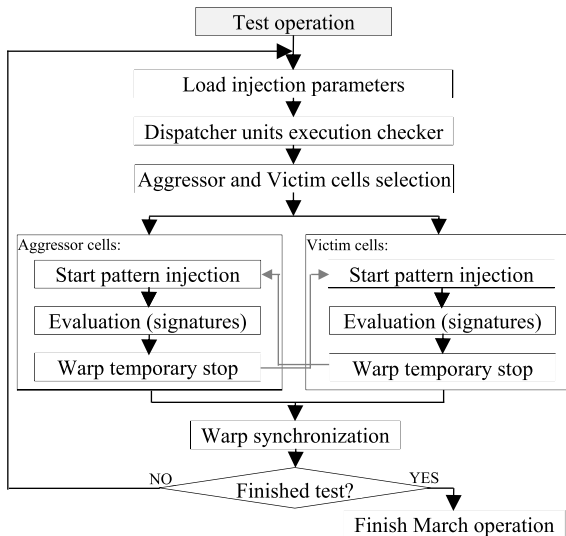 Test operation
Load injection parameters
Dispatcher units execution checker
Aggressor and Victim cells selection
Aggressor cells:
Start pattern injection
Evaluation (signatures)
Warp temporary stop
Victim cells:
Start pattern injection
Evaluation (signatures)
Warp temporary stop
Warp synchronization
Finished test?
NO
YES
Finish March operation